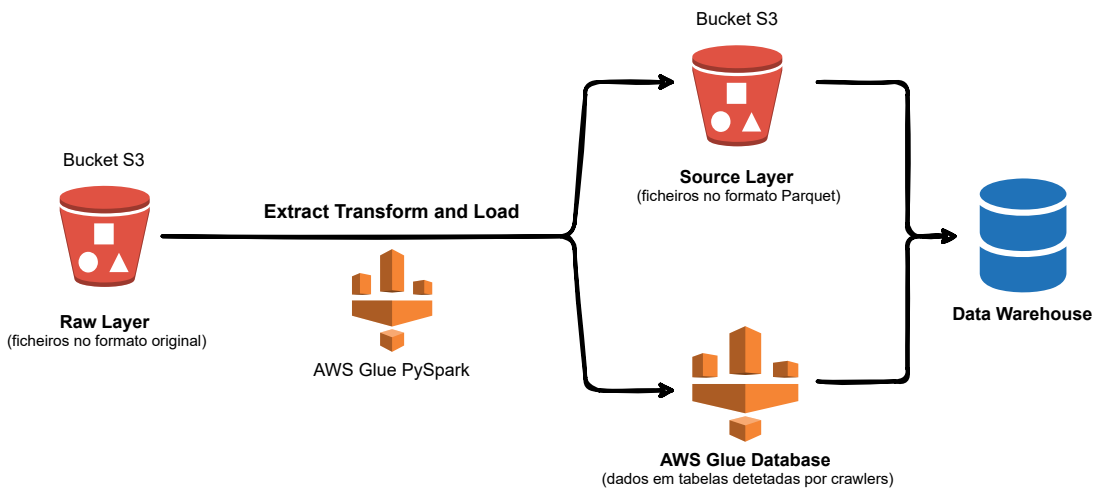 Bucket S3
Raw Layer
(ficheiros no formato original)
Extract Transform and Load
AWS Glue PySpark
Bucket S3
Source Layer
(ficheiros no formato Parquet)
AWS Glue Database
(dados em tabelas detetadas por crawlers)
Data Warehouse